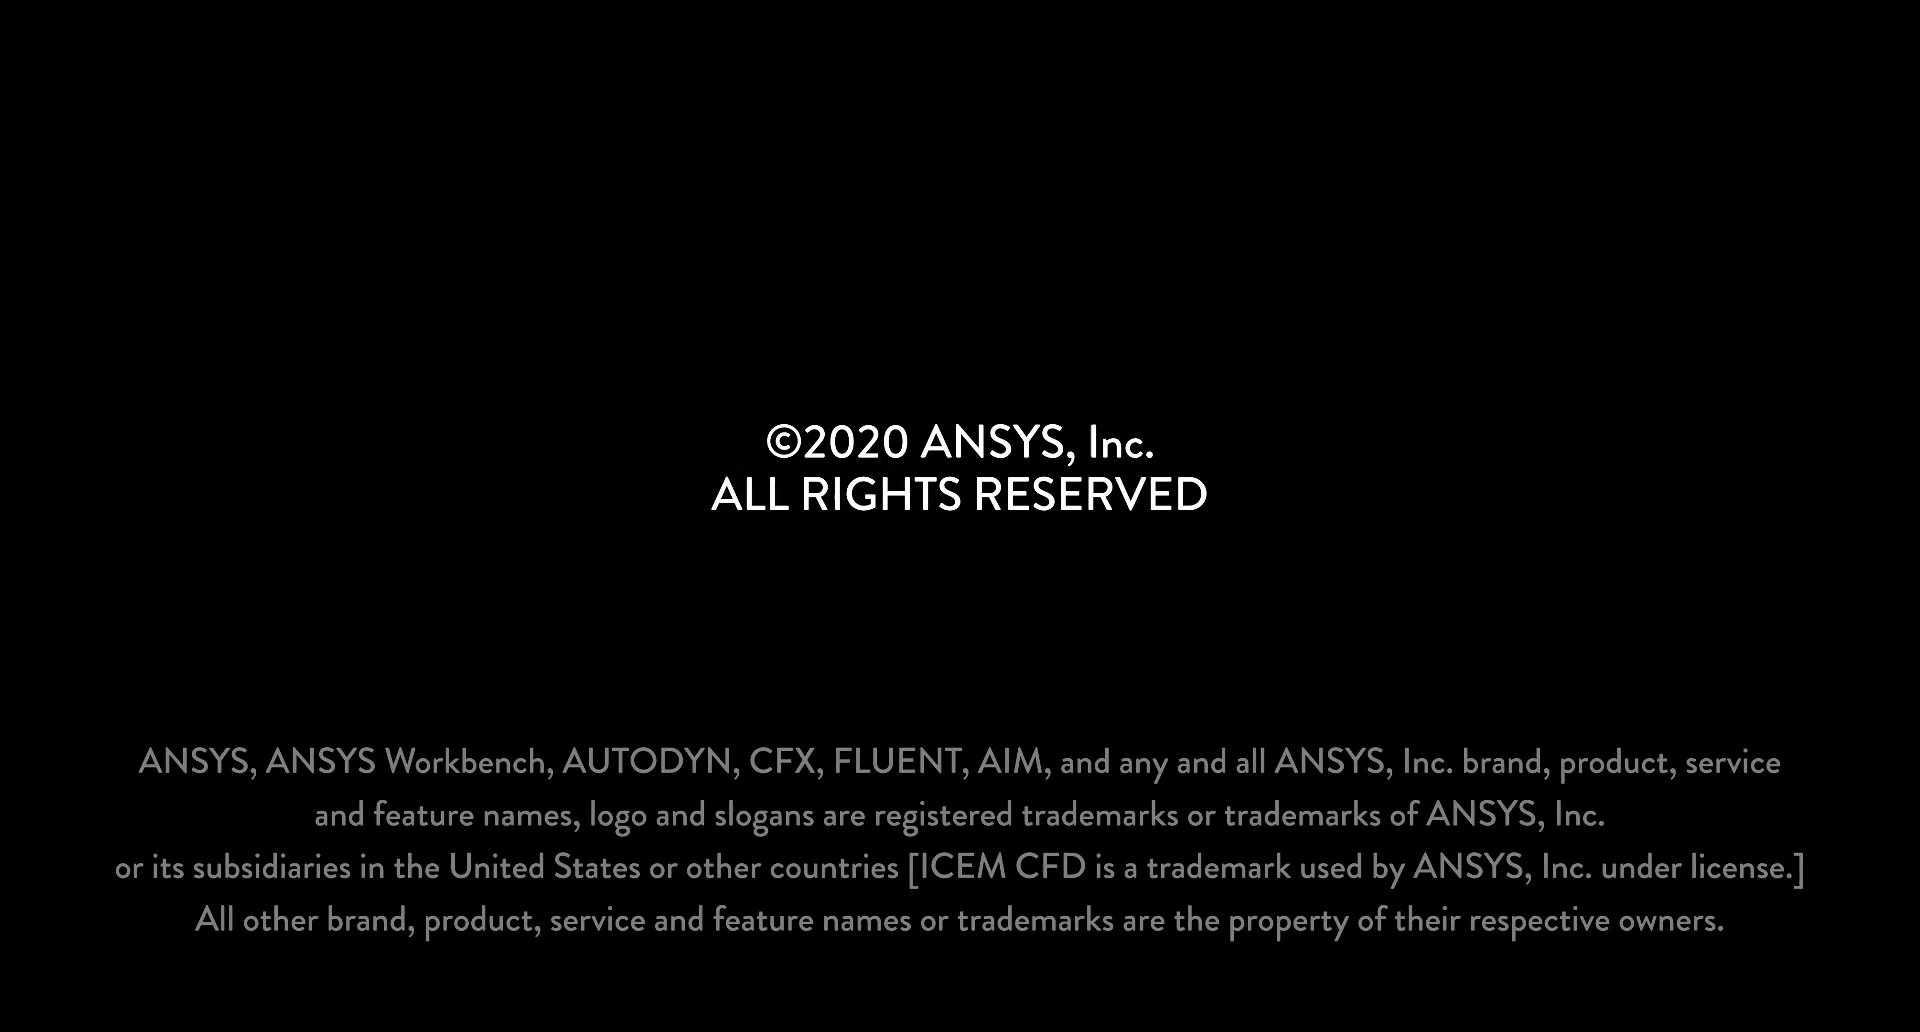 ©2020 ANSYS, Inc.
ALL RIGHTS RESERVED
ANSYS, ANSYS Workbench, AUTODYN, CFX, FLUENT, AIM, and any and all ANSYS, Inc. brand, product, service
and feature names, logo and slogans are registered trademarks or trademarks of ANSYS, Inc.
or its subsidiaries in the United States or other countries [ICEM CFD is a trademark used by ANSYS, Inc. under license.]
All other brand, product, service and feature names or trademarks are the property of their respective owners.